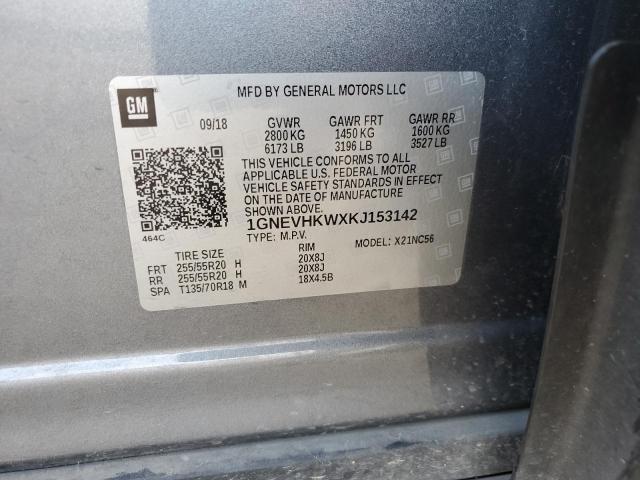 GM
MFD BY GENERAL MOTORS LLC
09/18
GVWR GAWR FRT GAWR RR
2800 KG 1450 KG 1600 KG
6173 LB 3196 LB 3527 LB
THIS VEHICLE CONFORMS TO ALL
APPLICABLE U.S. FEDERAL MOTOR
VEHICLE SAFETY STANDARDS IN EFFECT
ON THE DATE OF MANUFACTURE
SHOWN ABOVE.
464C
1GNEVHKWXKJ153142
TYPE: M.P.V. MODEL: X21NC56
TIRE SIZE RIM
FRT 255/55R20 H 20X8J
RR 255/55R20 H 20X8J
SPA T135/70R18 M 18X4.5B